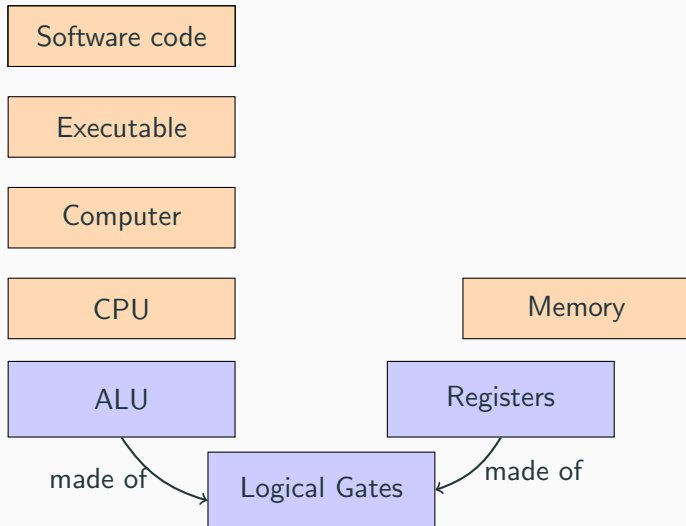 Software code
Executable
Computer
CPU
Memory
ALU
Registers
made of
made of
Logical Gates